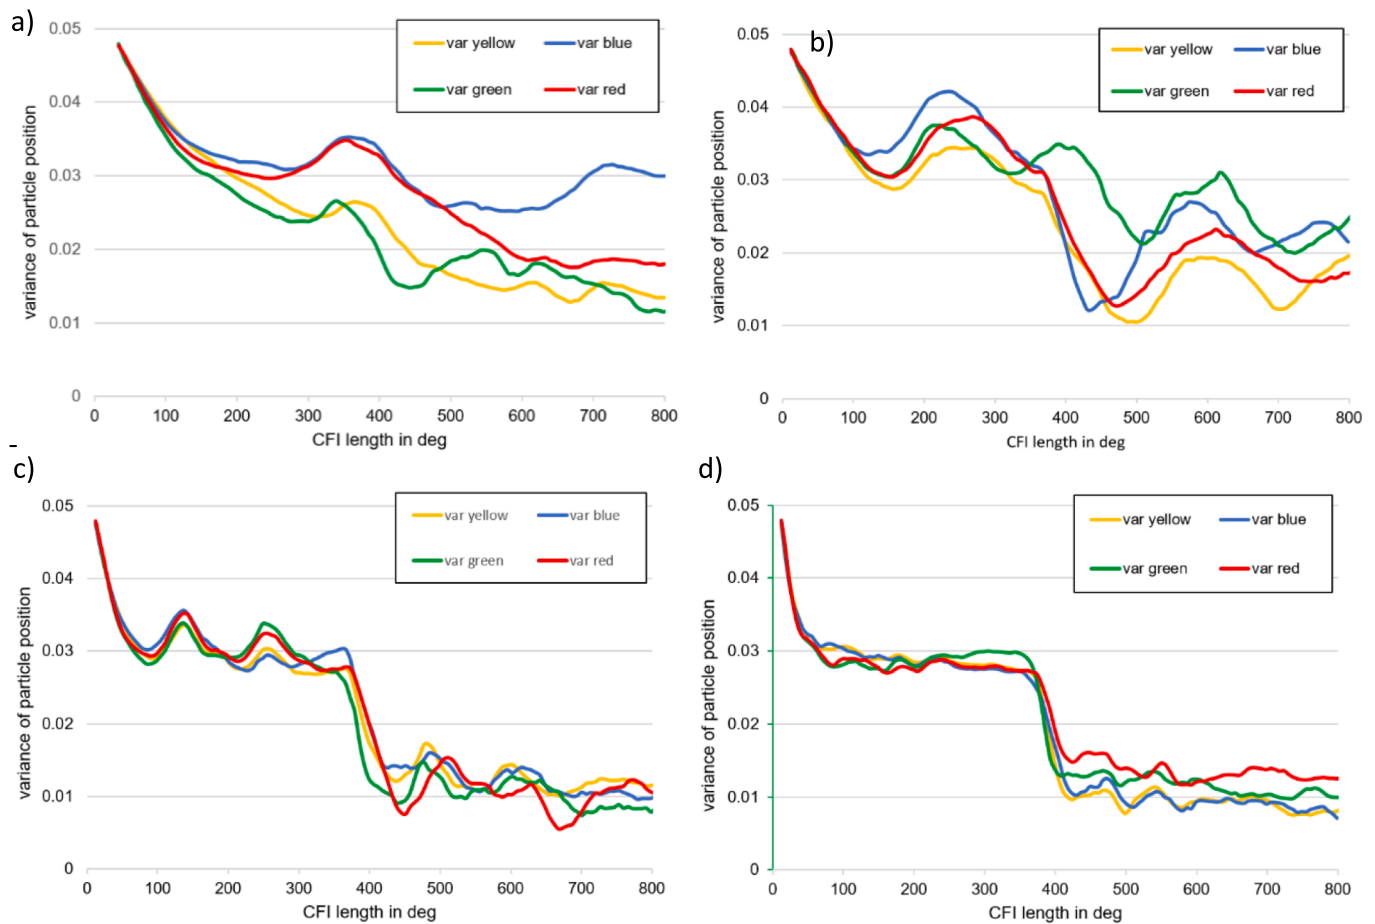 a)
0.05
0.04
0.03
0.02
0.01
0
variance of particle position
var yellow
var blue
var green
var red
0 100 200 300 400 500 600 700 800
CFI length in deg
b)
0.05
0.04
0.03
0.02
0.01
0
variance of particle position
var yellow
var blue
var green
var red
0 100 200 300 400 500 600 700 800
CFI length in deg
c)
0.05
0.04
0.03
0.02
0.01
0
variance of particle position
var yellow
var blue
var green
var red
0 100 200 300 400 500 600 700 800
CFI length in deg
d)
0.05
0.04
0.03
0.02
0.01
0
variance of particle position
var yellow
var blue
var green
var red
0 100 200 300 400 500 600 700 800
CFI length in deg